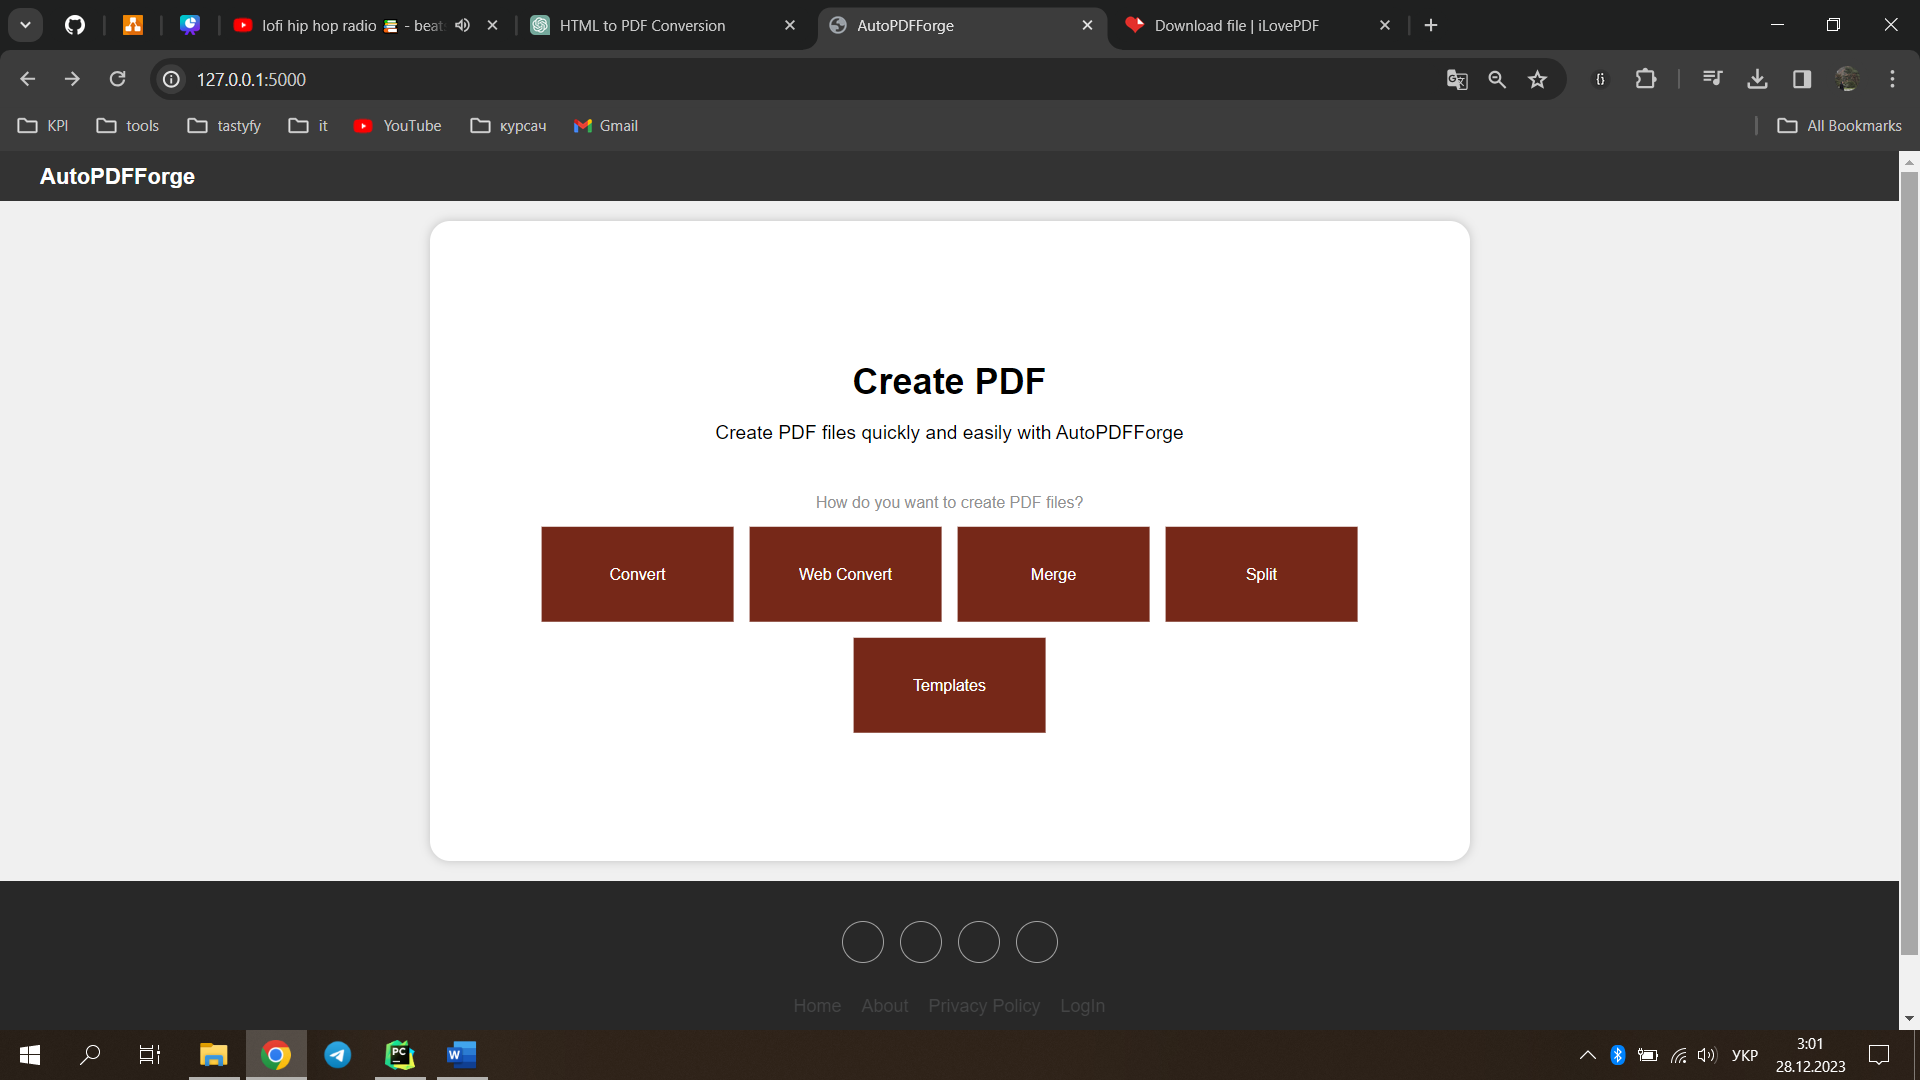 lofi hip hop radio 📚 - beat
HTML to PDF Conversion
AutoPDFForge
Download file | iLovePDF
127.0.0.1:5000
KPI
tools
tastyfy
it
YouTube
курсач
Gmail
All Bookmarks
AutoPDFForge
Create PDF
Create PDF files quickly and easily with AutoPDFForge
How do you want to create PDF files?
Convert
Web Convert
Merge
Split
Templates
Home About Privacy Policy LogIn
УКР
3:01
28.12.2023